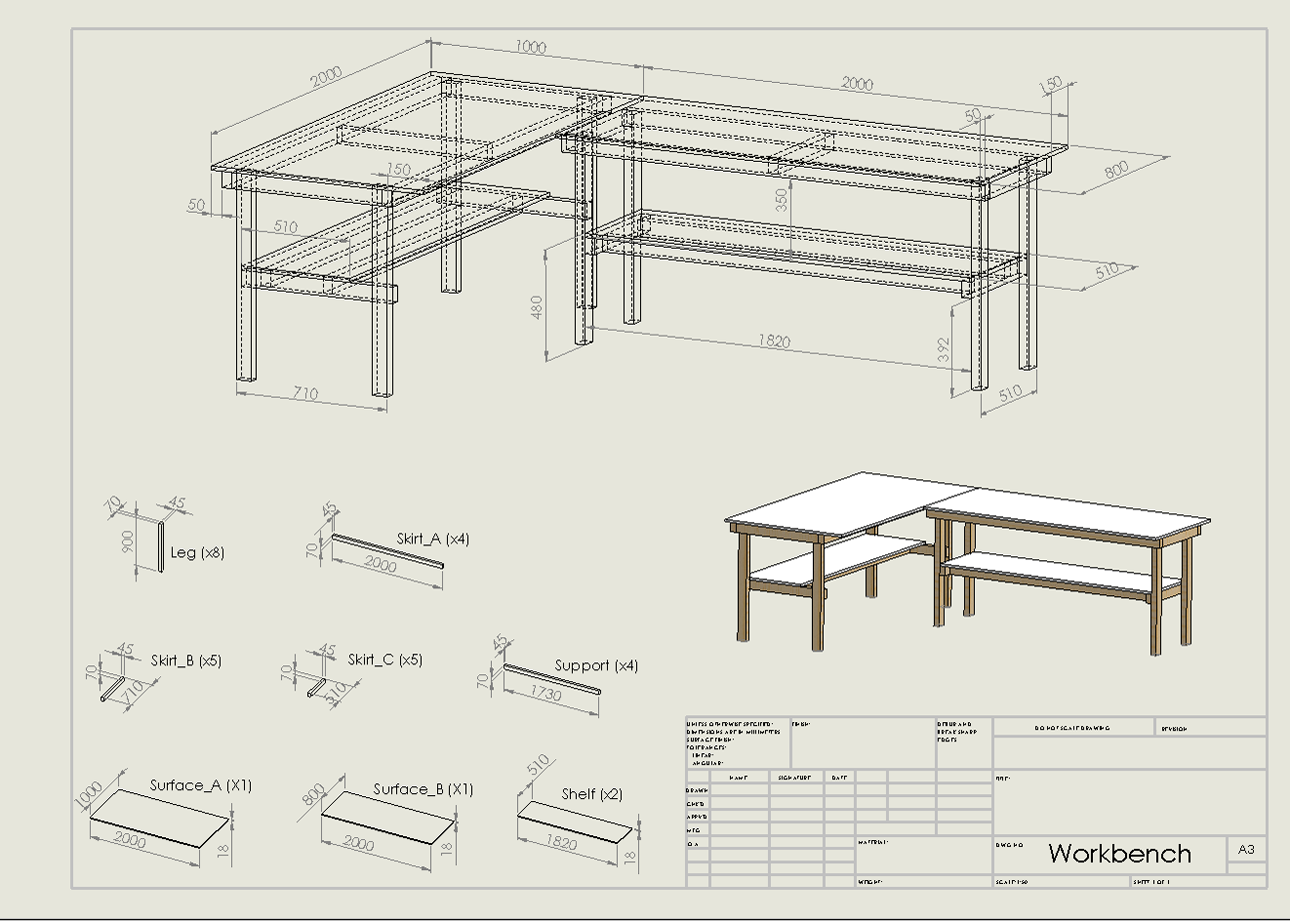 1000
2000
2000
150
50
800
150
350
50
510
510
480
1820
392
710
510
70
45
900
Leg (x8)
45
70
Skirt_A (x4)
2000
45
70
Skirt_B (x5)
710
45
70
Skirt_C (x5)
510
45
70
Support (x4)
1730
1000
Surface_A (X1)
2000
18
800
Surface_B (X1)
2000
18
510
Shelf (x2)
1820
18
UNLESS OTHERWISE SPECIFIED:
DIMENSIONS ARE IN MILLIMETERS
SURFACE FINISH:
TOLERANCES:
LINEAR:
ANGULAR:
FINISH:
DEBUR AND
BREAK SHARP
EDGES
DO NOT SCALE DRAWING
REVISION
NAME
SIGNATURE
DATE
TITLE:
DRAWN
CHK'D
APPV'D
MFG
Q.A
MATERIAL:
DWG NO.
Workbench
A3
WEIGHT:
SHEET 1 OF 1